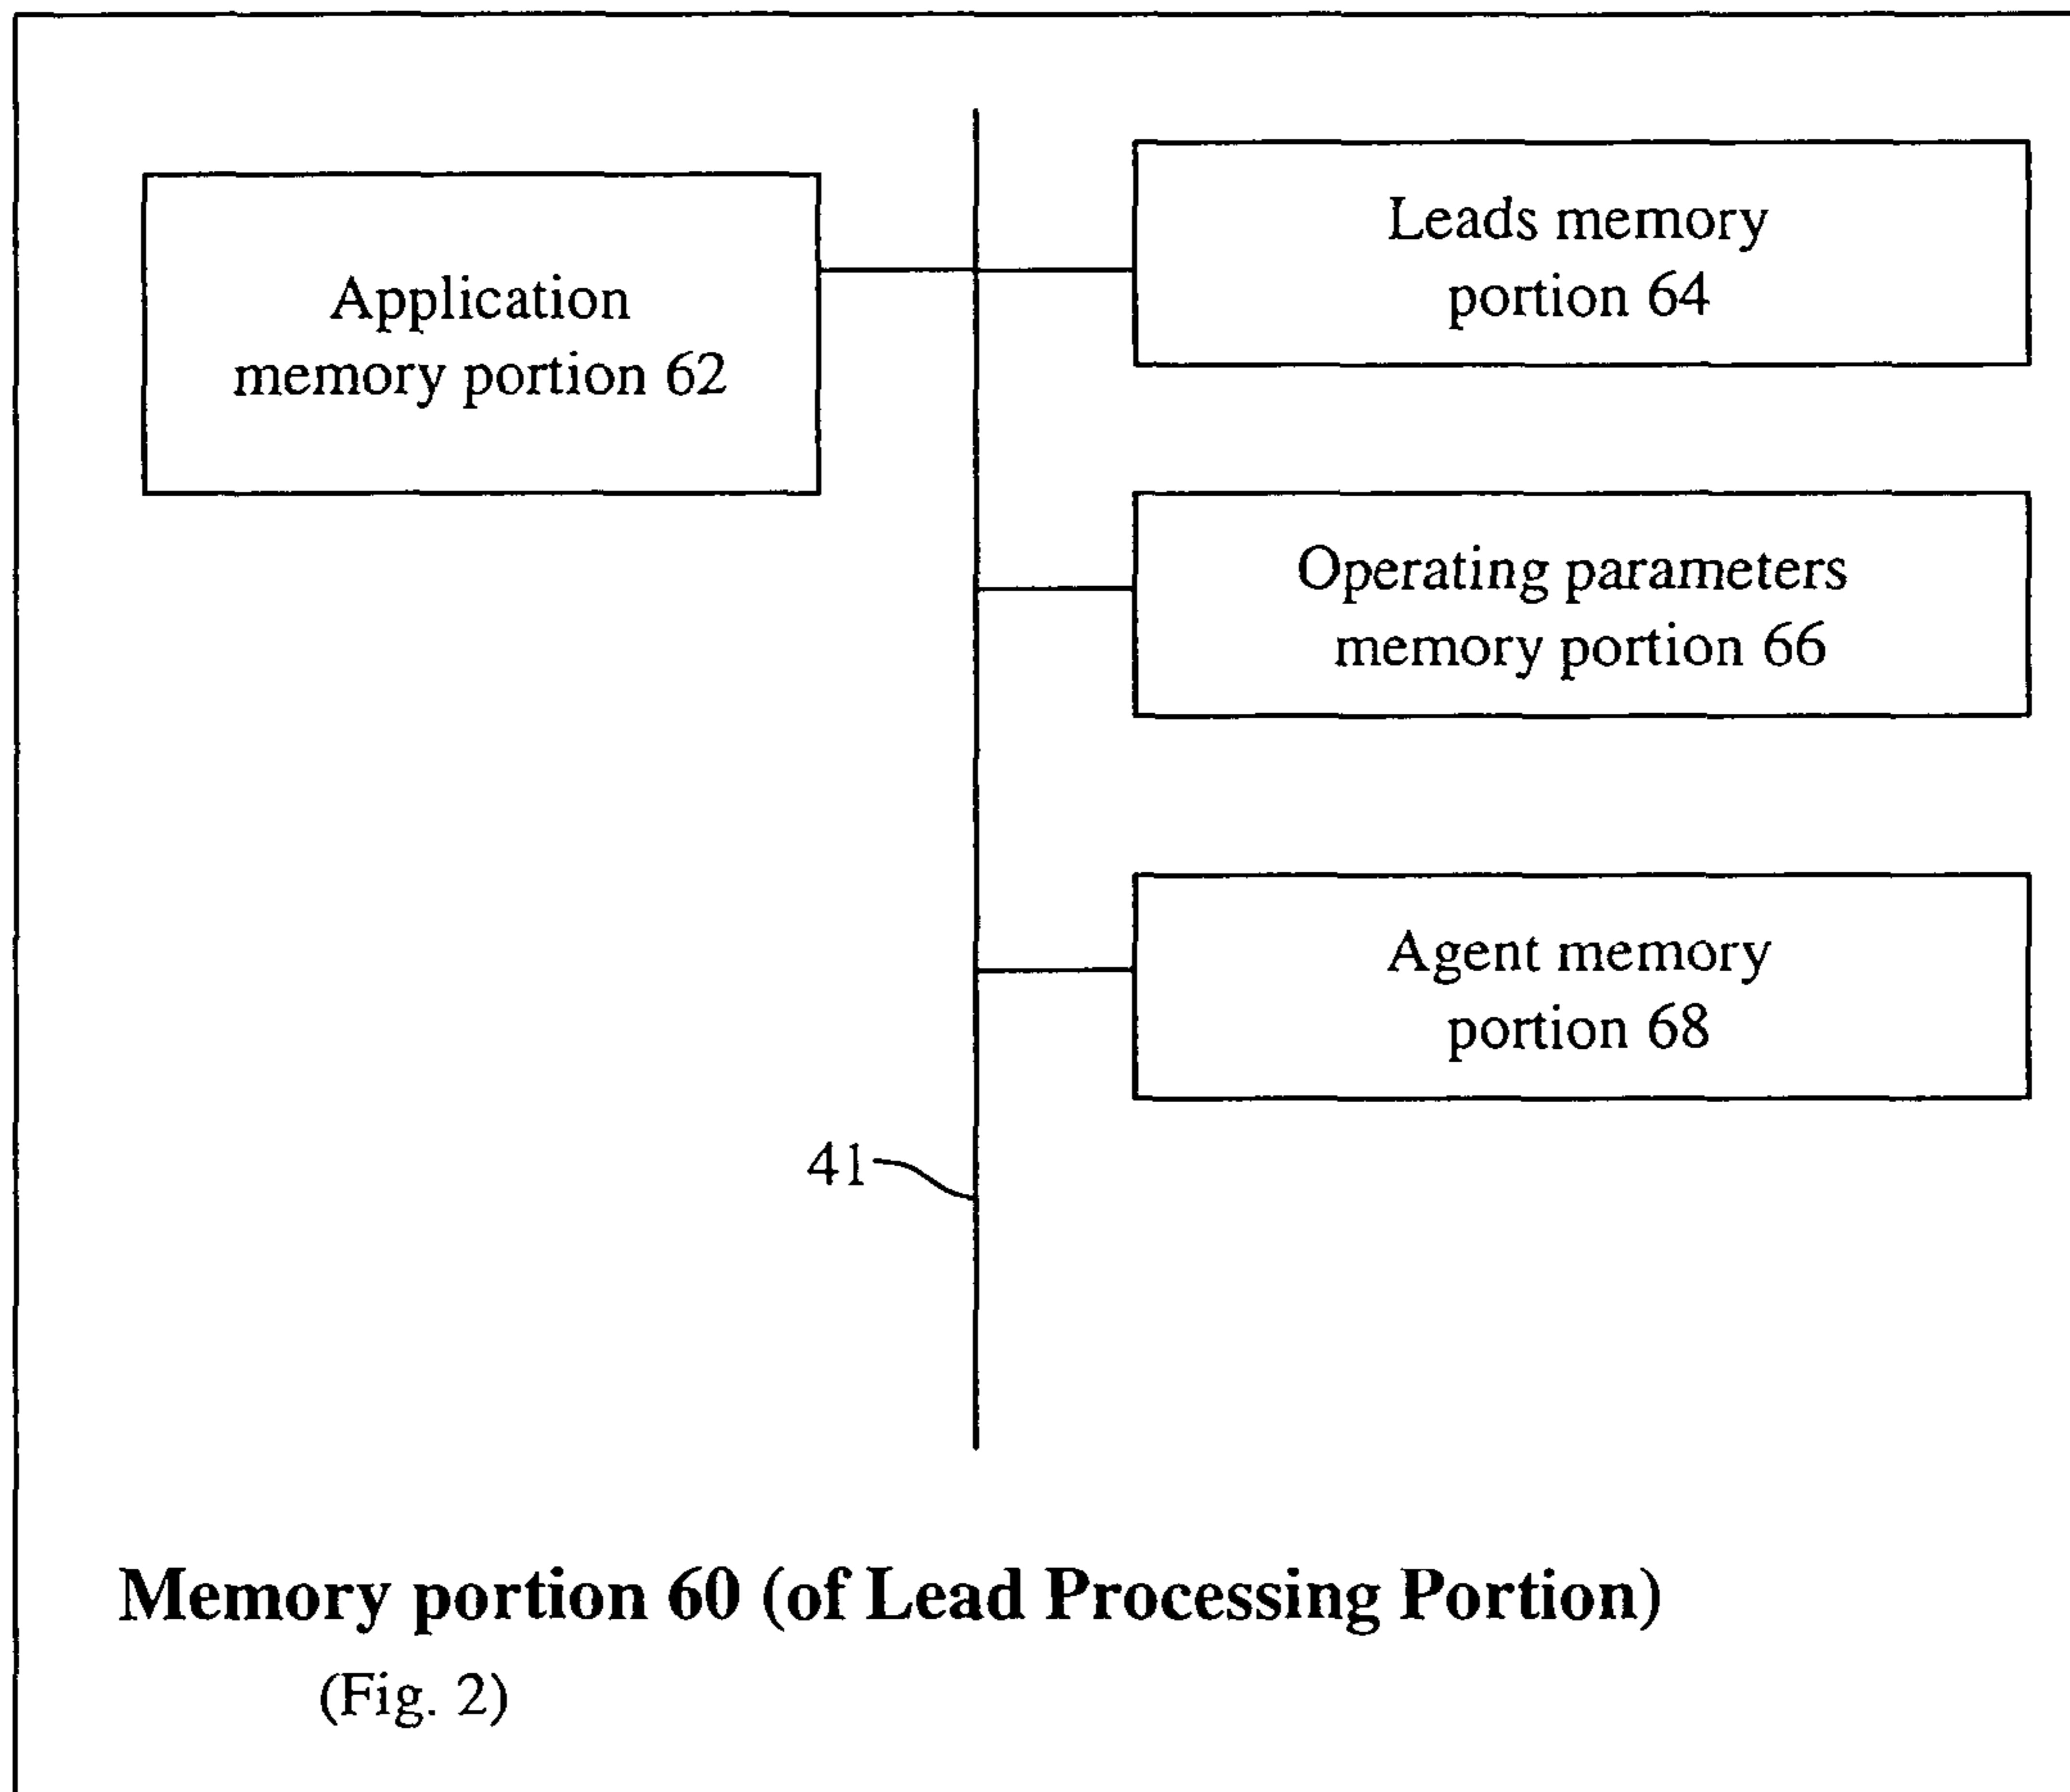 Application
memory portion 62
Leads memory
portion 64
Operating parameters
memory portion 66
Agent memory
portion 68
41
Memory portion 60 (of Lead Processing Portion)
(Fig. 2)